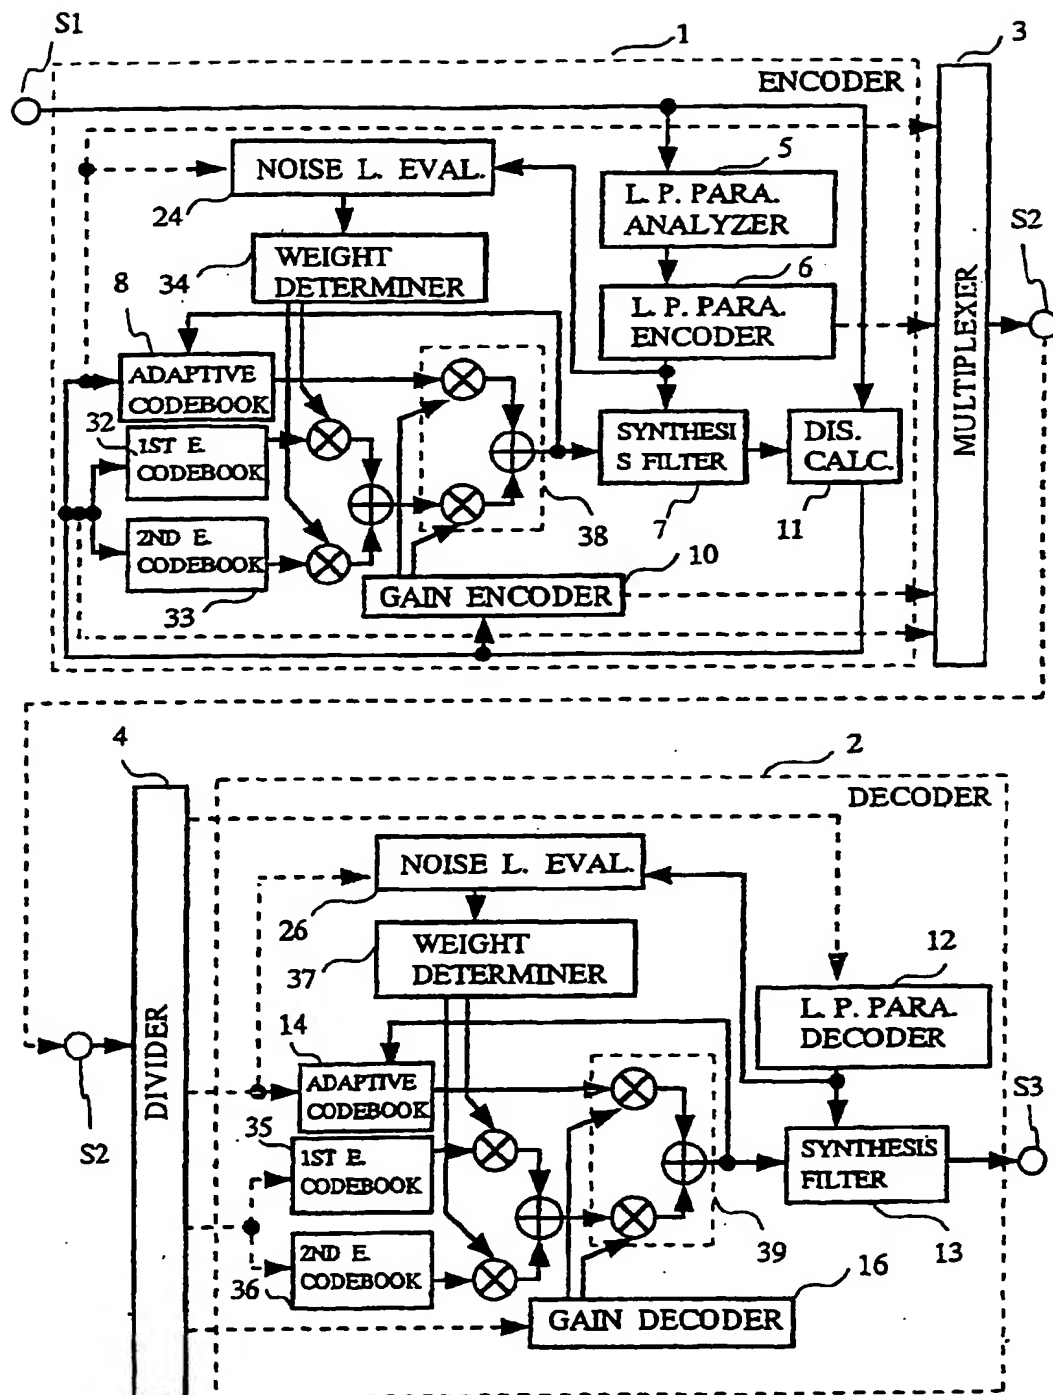 S1
1
3
ENCODER
5
NOISE L. EVAL.
24
L. P. PARA.
ANALYZER
S2
34
WEIGHT
DETERMINER
6
8
L. P. PARA.
ENCODER
MULTIPLEXER
ADAPTIVE
CODEBOOK
32
1ST E.
CODEBOOK
SYNTHESI
S FILTER
DIS.
CALC.
38
7
11
2ND E.
CODEBOOK
10
33
GAIN ENCODER
4
2
DECODER
NOISE L. EVAL.
26
WEIGHT
DETERMINER
37
12
L. P. PARA.
DECODER
14
DIVIDER
ADAPTIVE
CODEBOOK
S2
35
S3
1ST E.
CODEBOOK
SYNTHESIS
FILTER
39
13
2ND E.
CODEBOOK
36
16
GAIN DECODER